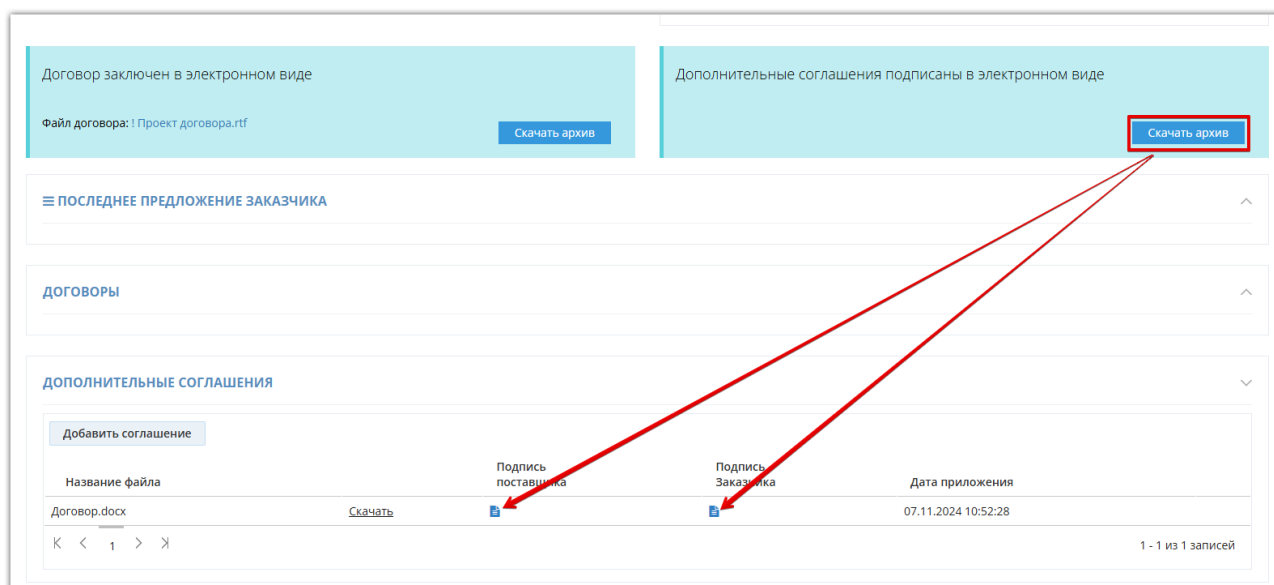 Договор заключен в электронном виде
Файл договора: ! Проект договора.rtf
Скачать архив
Дополнительные соглашения подписаны в электронном виде
Скачать архив
ПОСЛЕДНЕЕ ПРЕДЛОЖЕНИЕ ЗАКАЗЧИКА
ДОГОВОРЫ
ДОПОЛНИТЕЛЬНЫЕ СОГЛАШЕНИЯ
Добавить соглашение
Название файла
Подпись
поставщика
Подпись
Заказчика
Дата приложения
Договор.docx
Скачать
07.11.2024 10:52:28
1
1 - 1 из 1 записей